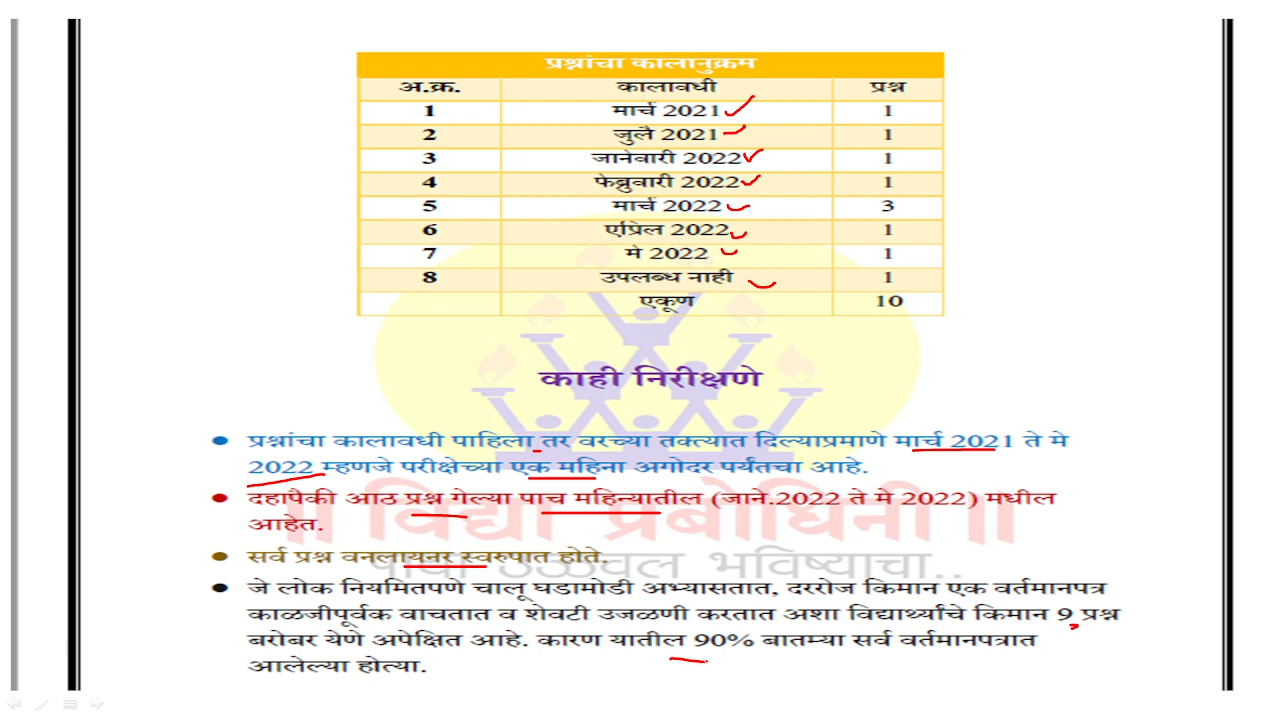 प्रश्नांचा कालानुक्रम
अ.क्र. कालावधी प्रश्न
1 मार्च 2021 1
2 जुलै 2021 1
3 जानेवारी 2022 1
4 फेब्रुवारी 2022 1
5 मार्च 2022 3
6 एप्रिल 2022 1
7 मे 2022 1
8 उपलब्ध नाही 1
एकूण 10
काही निरीक्षणे
● प्रश्नांचा कालावधी पाहिला तर वरच्या तक्त्यात दिल्याप्रमाणे मार्च 2021 ते मे
2022 म्हणजे परीक्षेच्या एक महिना अगोदर पर्यंतचा आहे.
● दहापैकी आठ प्रश्न गेल्या पाच महिन्यातील (जाने.2022 ते मे 2022) मधील
आहेत.
॥ विद्या प्रबोधिनी ॥
● सर्व प्रश्न वनलायनर स्वरुपात होते.
पाया उज्ज्वल भविष्याचा..
● जे लोक नियमितपणे चालू घडामोडी अभ्यासतात, दररोज किमान एक वर्तमानपत्र
काळजीपूर्वक वाचतात व शेवटी उजळणी करतात अशा विद्यार्थ्यांचे किमान 9 प्रश्न
बरोबर येणे अपेक्षित आहे. कारण यातील 90% बातम्या सर्व वर्तमानपत्रात
आलेल्या होत्या.